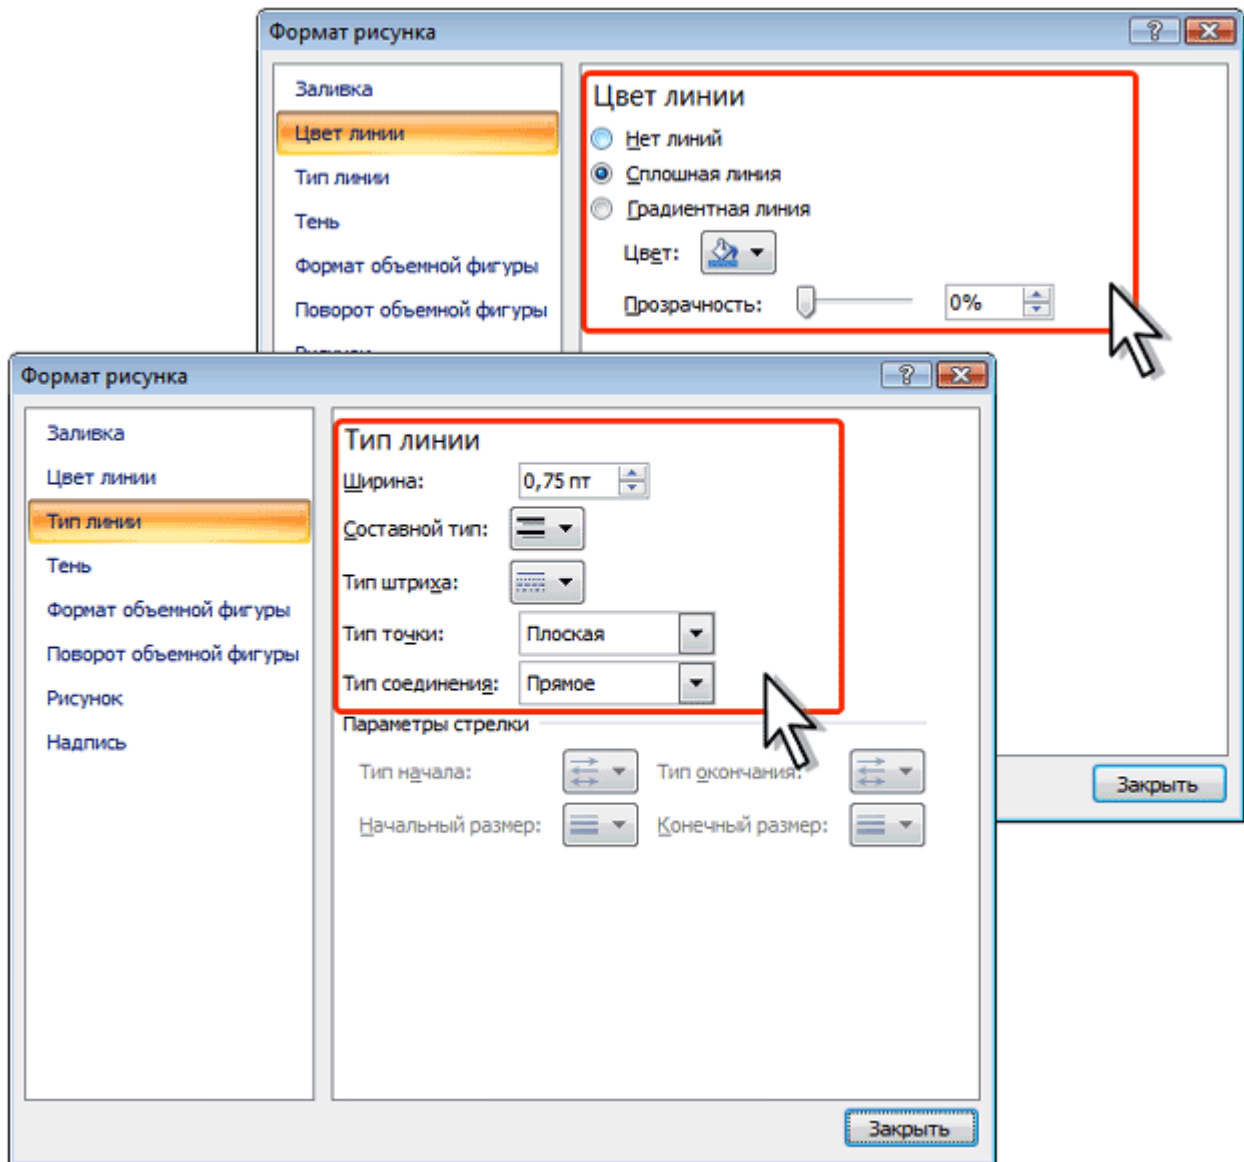 Формат рисунка
Заливка
Цвет линии
Тип линии
Тень
Формат объемной фигуры
Поворот объемной фигуры
Цвет линии
Нет линий
Сплошная линия
Градиентная линия
Цвет:
Прозрачность: 0%
Закрыть
Формат рисунка
Заливка
Цвет линии
Тип линии
Тень
Формат объемной фигуры
Поворот объемной фигуры
Рисунок
Надпись
Тип линии
Ширина: 0,75 пт
Составной тип:
Тип штриха:
Тип точки: Плоская
Тип соединения: Прямое
Параметры стрелки
Тип начала: Тип окончания:
Начальный размер: Конечный размер:
Закрыть